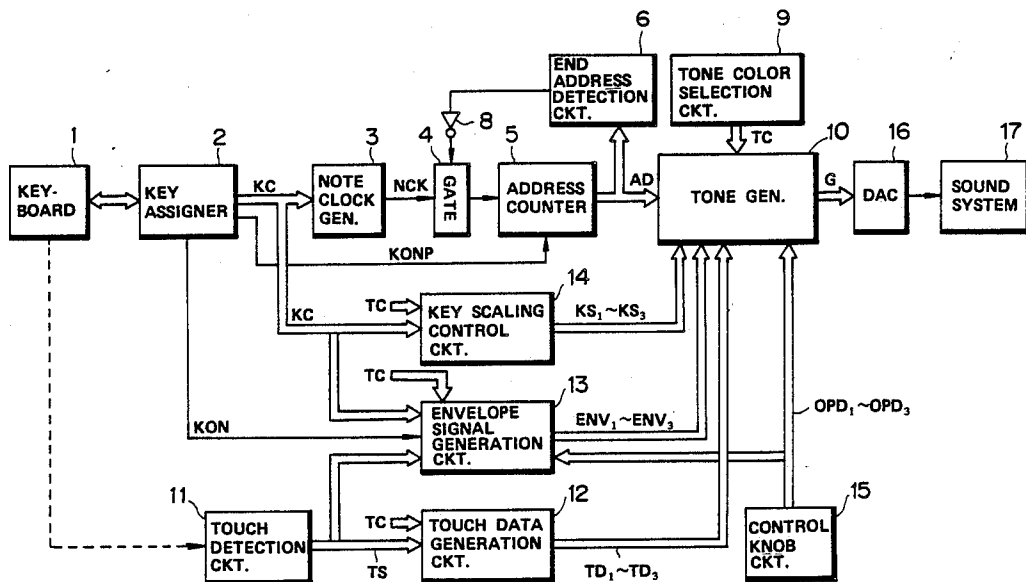 6
9
END
ADDRESS
DETECTION
CKT.
TONE COLOR
SELECTION
CKT.
8
TC
1
2
3
4
5
10
16
17
KEY-
BOARD
KEY
ASSIGNER
KC
NOTE
CLOCK
GEN.
NCK
GATE
ADDRESS
COUNTER
AD
TONE GEN.
G
DAC
SOUND
SYSTEM
KONP
14
TC
KC
KEY SCALING
CONTROL
CKT.
KS₁~KS₃
TC
13
KON
ENVELOPE
SIGNAL
GENERATION
CKT.
ENV₁~ENV₃
OPD₁~OPD₃
11
12
15
TOUCH
DETECTION
CKT.
TC
TS
TOUCH DATA
GENERATION
CKT.
TD₁~TD₃
CONTROL
KNOB
CKT.